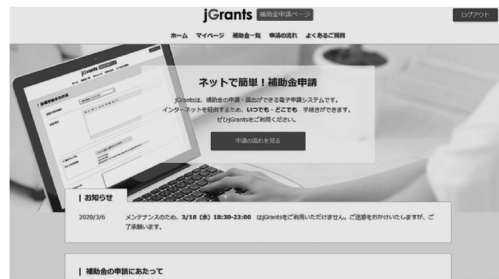 jGrants 補助金申請ページ
ログアウト
ホーム マイページ 補助金一覧 申請の流れ よくあるご質問
ネットで簡単！補助金申請
jGrantsは、補助金の申請・届出ができる電子申請システムです。
インターネットを経由するため、いつでも・どこでも 手続きができます。
ぜひjGrantsをご利用ください。
申請の流れを見る
お知らせ
2020/3/6 メンテナンスのため、3/18（水）18:30-23:00 はjGrantsをご利用いただけません。ご迷惑をおかけいたしますが、ご
了承願います。
補助金の申請にあたって